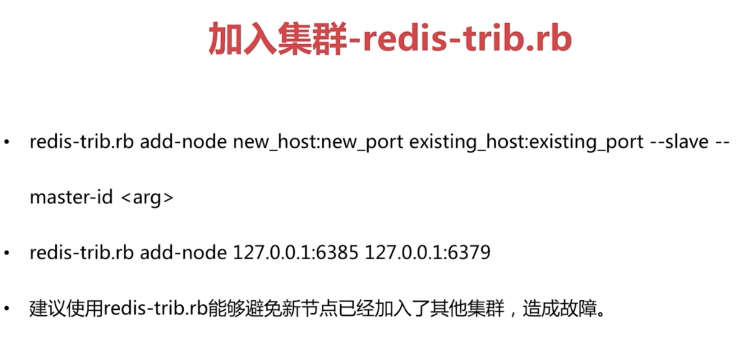 加入集群-redis-trib.rb
• redis-trib.rb add-node new_host:new_port existing_host:existing_port --slave --
master-id <arg>
• redis-trib.rb add-node 127.0.0.1:6385 127.0.0.1:6379
• 建议使用redis-trib.rb能够避免新节点已经加入了其他集群，造成故障。